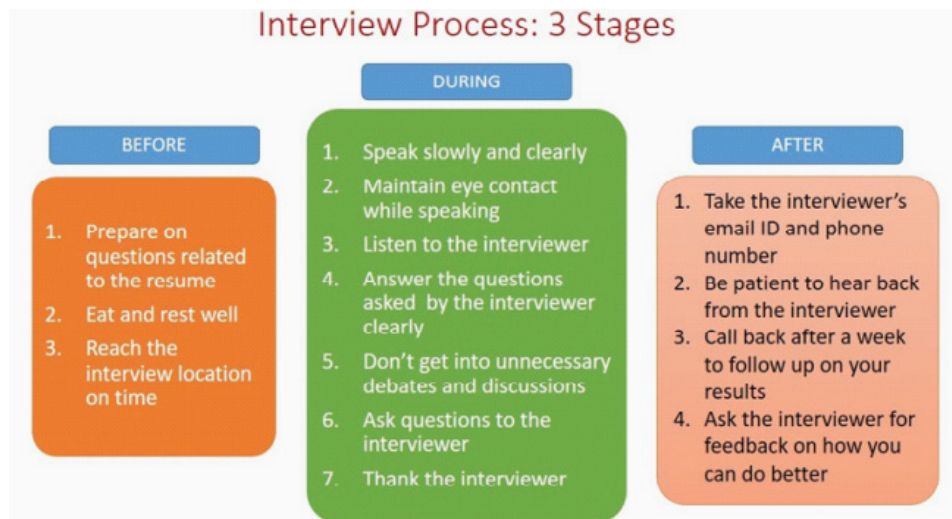 Interview Process: 3 Stages
BEFORE
1. Prepare on
questions related
to the resume
2. Eat and rest well
3. Reach the
interview location
on time
DURING
1. Speak slowly and clearly
2. Maintain eye contact
while speaking
3. Listen to the interviewer
4. Answer the questions
asked by the interviewer
clearly
5. Don't get into unnecessary
debates and discussions
6. Ask questions to the
interviewer
7. Thank the interviewer
AFTER
1. Take the interviewer's
email ID and phone
number
2. Be patient to hear back
from the interviewer
3. Call back after a week
to follow up on your
results
4. Ask the interviewer for
feedback on how you
can do better